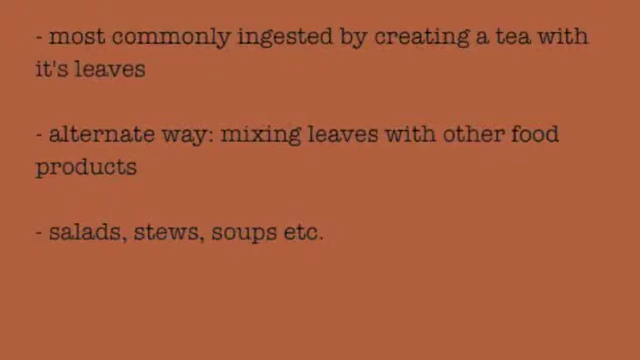 - most commonly ingested by creating a tea with
it's leaves
- alternate way: mixing leaves with other food
products
- salads, stews, soups etc.